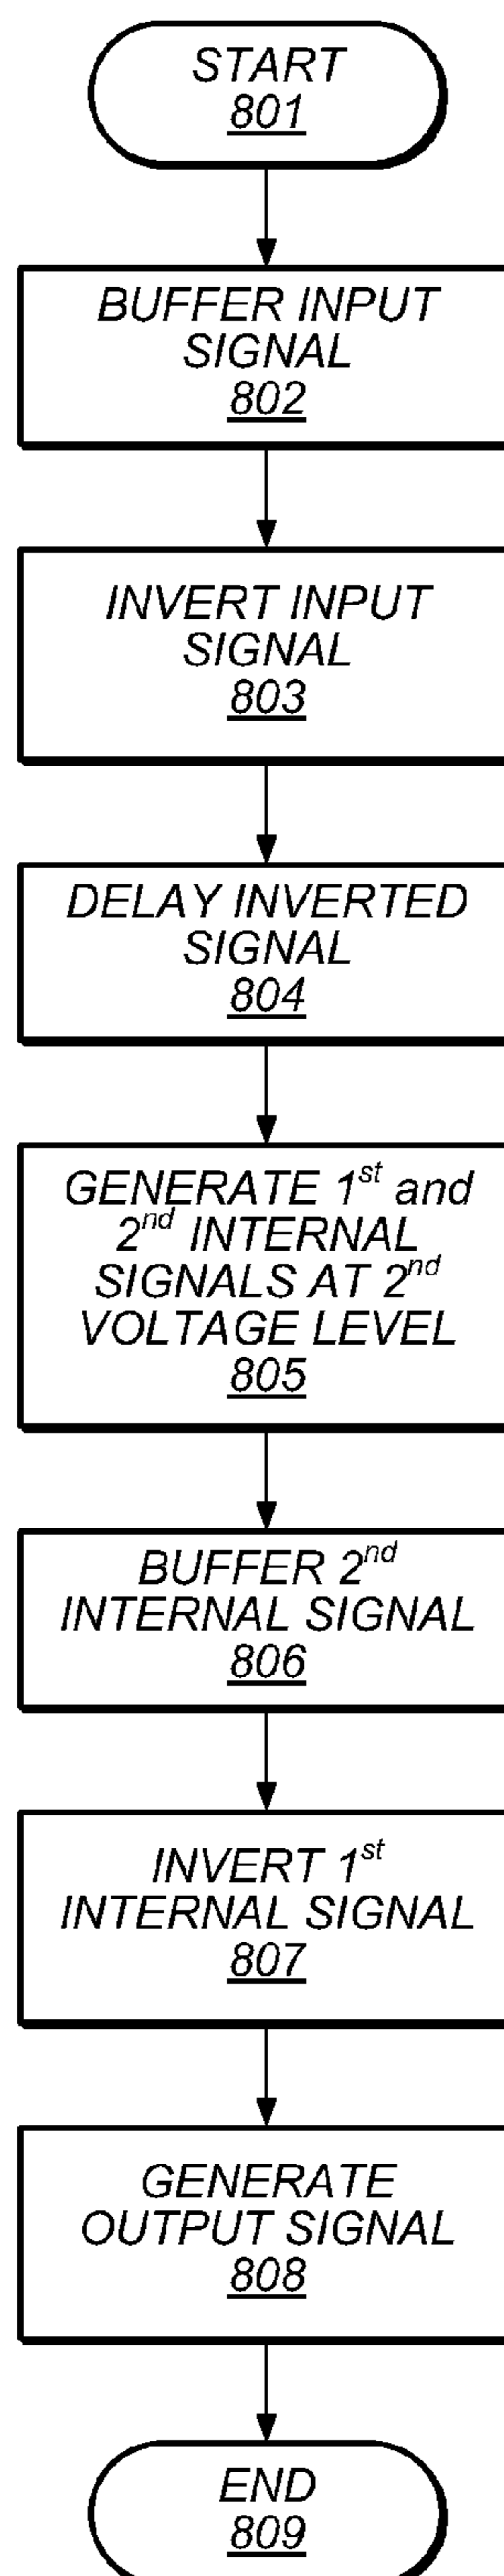 START
801
BUFFER INPUT
SIGNAL
802
INVERT INPUT
SIGNAL
803
DELAY INVERTED
SIGNAL
804
GENERATE 1st and
2nd INTERNAL
SIGNALS AT 2nd
VOLTAGE LEVEL
805
BUFFER 2nd
INTERNAL SIGNAL
806
INVERT 1st
INTERNAL SIGNAL
807
GENERATE
OUTPUT SIGNAL
808
END
809